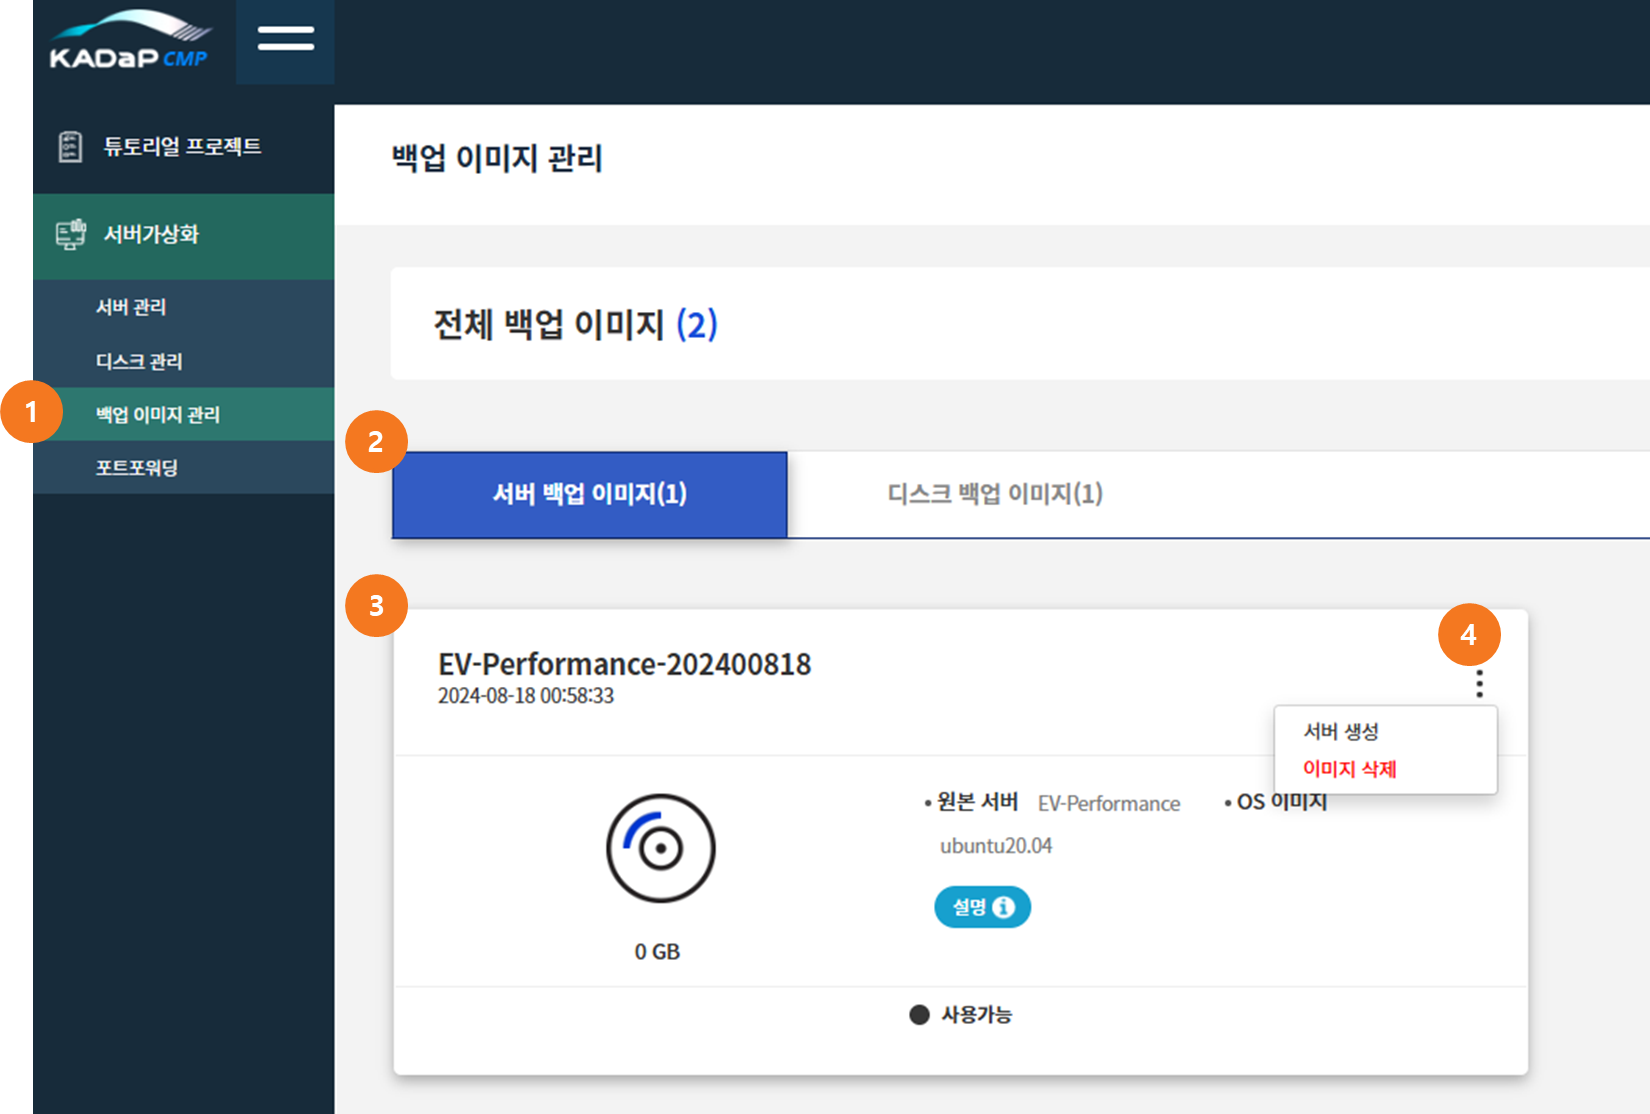 KADaP CMP
튜토리얼 프로젝트
서버가상화
서버 관리
디스크 관리
1
백업 이미지 관리
포트포워딩
백업 이미지 관리
전체 백업 이미지 (2)
2
서버 백업 이미지(1)
디스크 백업 이미지(1)
3
EV-Performance-202400818
2024-08-18 00:58:33
4
서버 생성
이미지 삭제
0 GB
• 원본 서버 EV-Performance • OS 이미지
ubuntu20.04
설명
사용가능